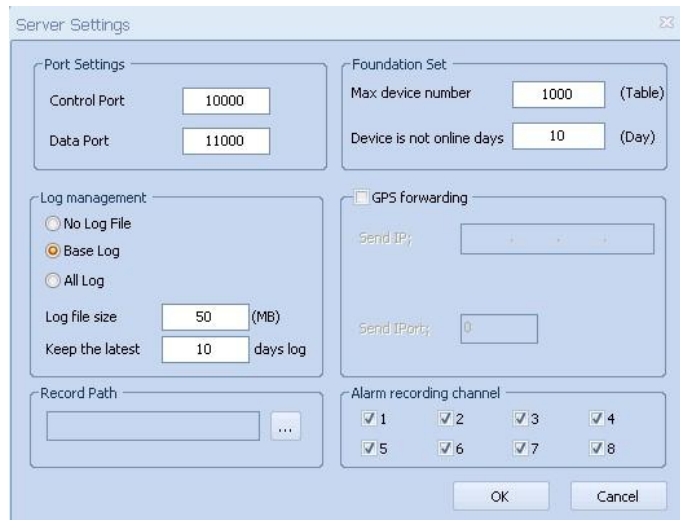 Server Settings
Port Settings
Control Port 10000
Data Port 11000
Foundation Set
Max device number 1000 (Table)
Device is not online days 10 (Day)
Log management
No Log File
Base Log
All Log
Log file size 50 (MB)
Keep the latest 10 days log
GPS forwarding
Send IP; . . .
Send IPort; 0
Record Path
...
Alarm recording channel
1 2 3 4
5 6 7 8
OK Cancel